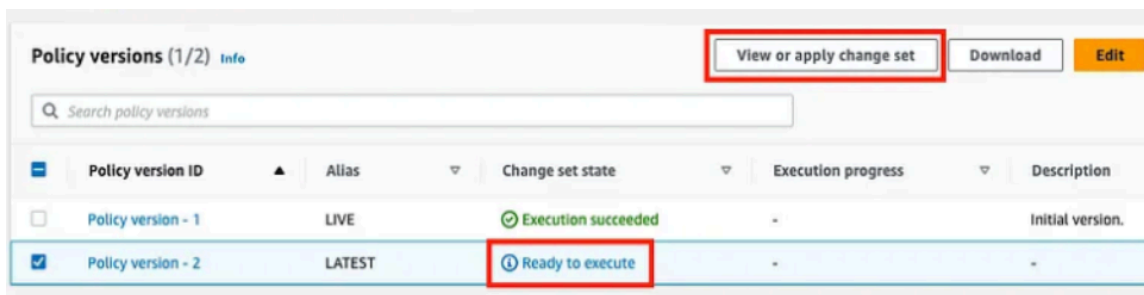 Policy versions (1/2) Info
View or apply change set
Download
Edit
Search policy versions
Policy version ID Alias Change set state Execution progress Description
Policy version - 1 LIVE Execution succeeded - Initial version.
Policy version - 2 LATEST Ready to execute - -